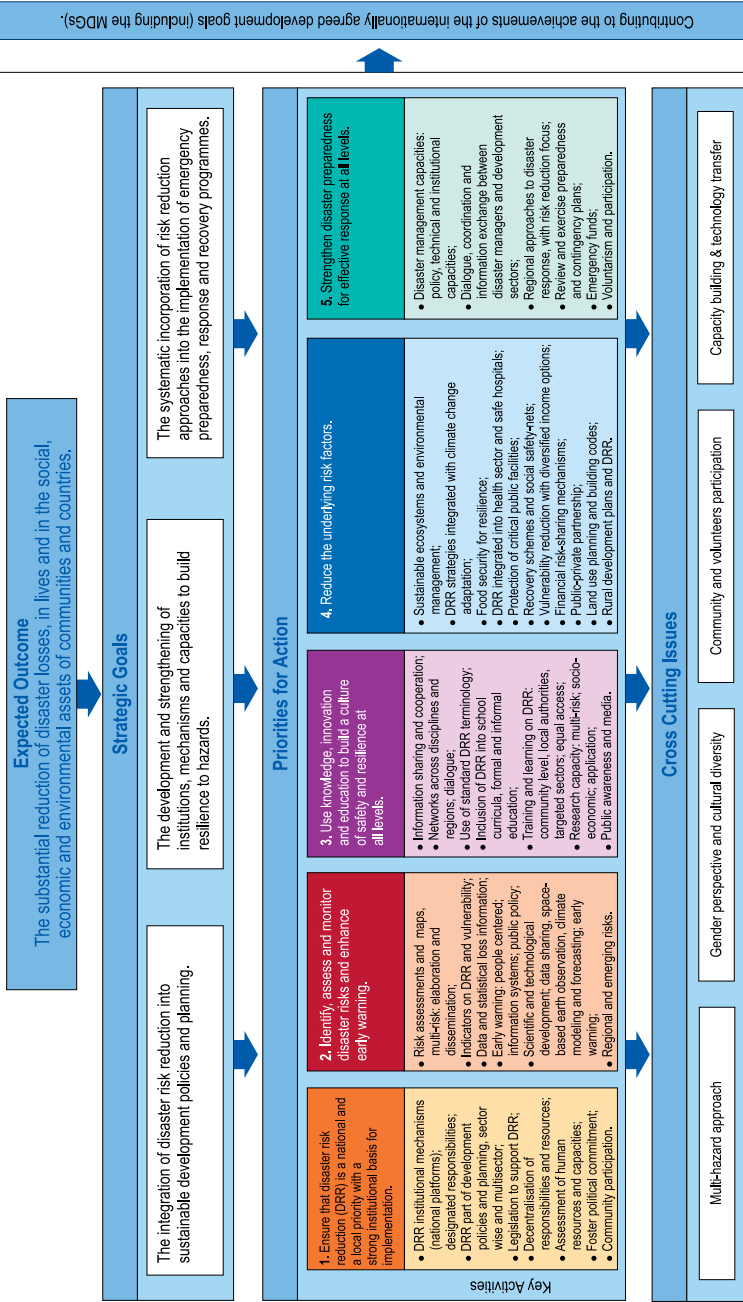 Expected Outcome
The substantial reduction of disaster losses, in lives and in the social,
economic and environmental assets of communities and countries.
Strategic Goals
The integration of disaster risk reduction into
sustainable development policies and planning.
The development and strengthening of
institutions, mechanisms and capacities to build
resilience to hazards.
The systematic incorporation of risk reduction
approaches into the implementation of emergency
preparedness, response and recovery programmes.
Priorities for Action
1. Ensure that disaster risk
reduction (DRR) is a national and
a local priority with a
strong institutional basis for
implementation.
2. Identify, assess and monitor
disaster risks and enhance
early warning.
3. Use knowledge, innovation
and education to build a culture
of safety and resilience at
all levels.
4. Reduce the underlying risk factors.
5. Strengthen disaster preparedness
for effective response at all levels.
Key Activities
• DRR institutional mechanisms
(national platforms);
designated responsibilities;
• DRR part of development
policies and planning, sector
wise and multisector;
• Legislation to support DRR;
• Decentralisation of
responsibilities and resources;
• Assessment of human
resources and capacities;
• Foster political commitment;
• Community participation.
• Risk assessments and maps,
multi-risk: elaboration and
dissemination;
• Indicators on DRR and vulnerability;
• Data and statistical loss information;
• Early warning: people centered;
information systems; public policy;
• Scientific and technological
development; data sharing, space-
based earth observation, climate
modeling and forecasting; early
warning;
• Regional and emerging risks.
• Information sharing and cooperation;
• Networks across disciplines and
regions; dialogue;
• Use of standard DRR terminology;
• Inclusion of DRR into school
curricula, formal and informal
education;
• Training and learning on DRR:
community level, local authorities,
targeted sectors; equal access;
• Research capacity: multi-risk; socio-
economic; application;
• Public awareness and media.
• Sustainable ecosystems and environmental
management;
• DRR strategies integrated with climate change
adaptation;
• Food security for resilience;
• DRR integrated into health sector and safe hospitals;
• Protection of critical public facilities;
• Recovery schemes and social safety-nets;
• Vulnerability reduction with diversified income options;
• Financial risk-sharing mechanisms;
• Public-private partnership;
• Land use planning and building codes;
• Rural development plans and DRR.
• Disaster management capacities:
policy, technical and institutional
capacities;
• Dialogue, coordination and
information exchange between
disaster managers and development
sectors;
• Regional approaches to disaster
response, with risk reduction focus;
• Review and exercise preparedness
and contingency plans;
• Emergency funds;
• Voluntarism and participation.
Cross Cutting Issues
Multi-hazard approach
Gender perspective and cultural diversity
Community and volunteers participation
Capacity building & technology transfer
Contributing to the achievements of the internationally agreed development goals (including the MDGs).